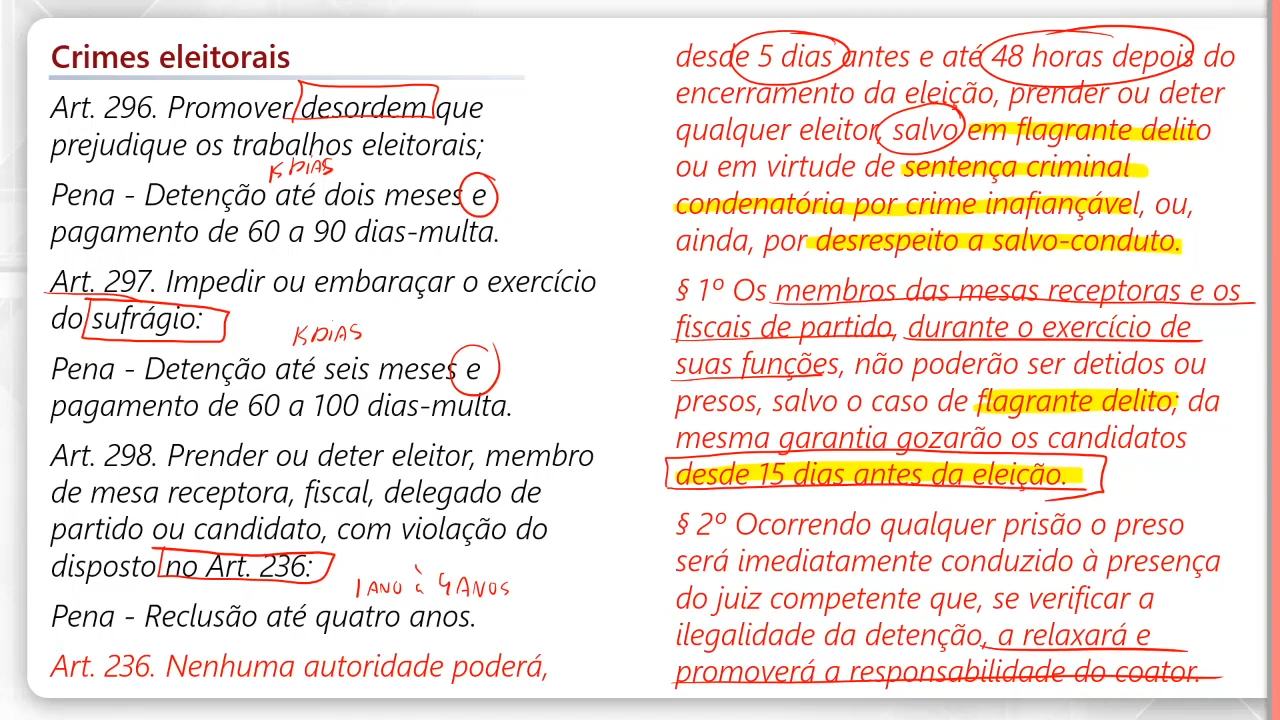 Crimes eleitorais
Art. 296. Promover desordem que
prejudique os trabalhos eleitorais;
DIAS
Pena - Detenção até dois meses e
pagamento de 60 a 90 dias-multa.
Art. 297. Impedir ou embaraçar o exercício
do sufrágio:
DIAS
Pena - Detenção até seis meses e
pagamento de 60 a 100 dias-multa.
Art. 298. Prender ou deter eleitor, membro
de mesa receptora, fiscal, delegado de
partido ou candidato, com violação do
disposto no Art. 236:
1 ANO à 4 ANOS
Pena - Reclusão até quatro anos.
Art. 236. Nenhuma autoridade poderá,
desde 5 dias antes e até 48 horas depois do
encerramento da eleição, prender ou deter
qualquer eleitor, salvo em flagrante delito
ou em virtude de sentença criminal
condenatória por crime inafiançável, ou,
ainda, por desrespeito a salvo-conduto.
§ 1º Os membros das mesas receptoras e os
fiscais de partido, durante o exercício de
suas funções, não poderão ser detidos ou
presos, salvo o caso de flagrante delito; da
mesma garantia gozarão os candidatos
desde 15 dias antes da eleição.
§ 2º Ocorrendo qualquer prisão o preso
será imediatamente conduzido à presença
do juiz competente que, se verificar a
ilegalidade da detenção, a relaxará e
promoverá a responsabilidade do coator.